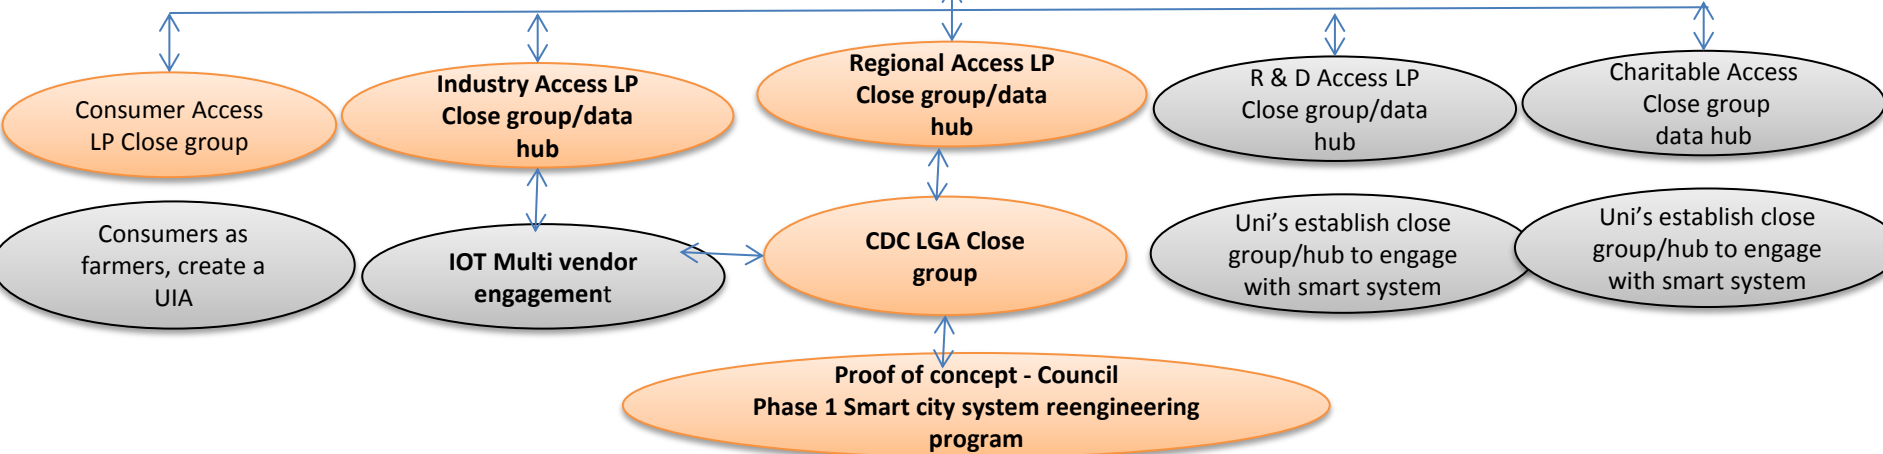 Consumer Access
LP Close group
Industry Access LP
Close group/data
hub
Regional Access LP
Close group/data
hub
R & D Access LP
Close group/data
hub
Charitable Access
Close group
data hub
Consumers as
farmers, create a
UIA
IOT Multi vendor
engagement
CDC LGA Close
group
Uni’s establish close
group/hub to engage
with smart system
Uni’s establish close
group/hub to engage
with smart system
Proof of concept - Council
Phase 1 Smart city system reengineering
program